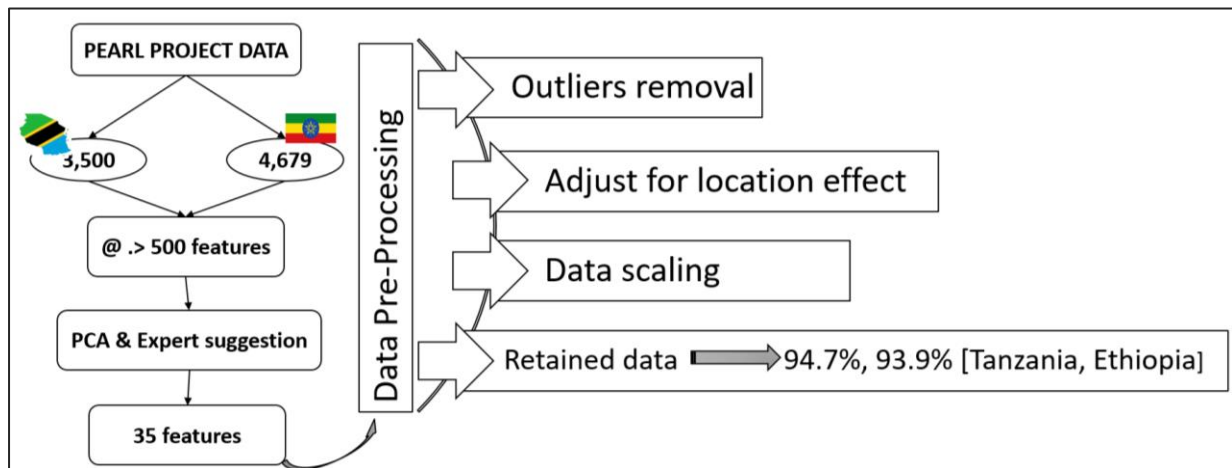 PEARL PROJECT DATA
3,500
4,679
@ .> 500 features
PCA & Expert suggestion
35 features
Data Pre-Processing
Outliers removal
Adjust for location effect
Data scaling
Retained data 94.7%, 93.9% [Tanzania, Ethiopia]